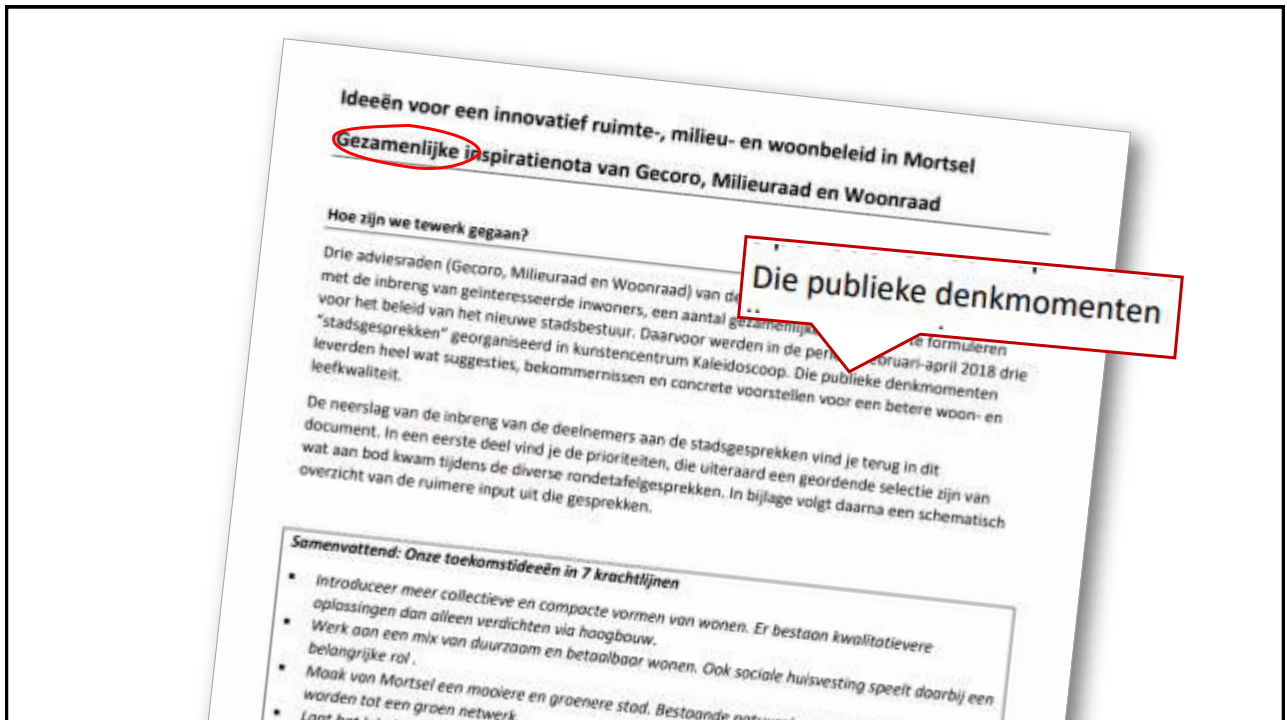 Ideeën voor een innovatief ruimte-, milieu- en woonbeleid in Mortsel
Gezamenlijke inspiratienota van Gecoro, Milieuraad en Woonraad
Hoe zijn we tewerk gegaan?
Die publieke denkmomenten
Drie adviesraden (Gecoro, Milieuraad en Woonraad) van de
met de inbreng van geïnteresseerde inwoners, een aantal te formuleren
voor het beleid van het nieuwe stadsbestuur. Daarvoor werden in de februari-april 2018 drie
"stadsgesprekken" georganiseerd in kunstencentrum Kaleidoscoop. Die publieke denkmomenten
leverden heel wat suggesties, bekommernissen en concrete voorstellen voor een betere woon- en
leefkwaliteit.
De neerslag van de inbreng van de deelnemers aan de stadsgesprekken vind je terug in dit
document. In een eerste deel vind je de prioriteiten, die uiteraard een geordende selectie zijn van
wat aan bod kwam tijdens de diverse rondetafelgesprekken. In bijlage volgt daarna een schematisch
overzicht van de ruimere input uit die gesprekken.
Samenvattend: Onze toekomstideeën in 7 krachtlijnen
▪ Introduceer meer collectieve en compacte vormen van wonen. Er bestaan kwalitatievere
oplossingen dan alleen verdichten via hoogbouw.
▪ Werk aan een mix van duurzaam en betaalbaar wonen. Ook sociale huisvesting speelt daarbij een
belangrijke rol .
▪ Maak van Mortsel een mooiere en groenere stad. Bestaande
worden tot een groen netwerk.